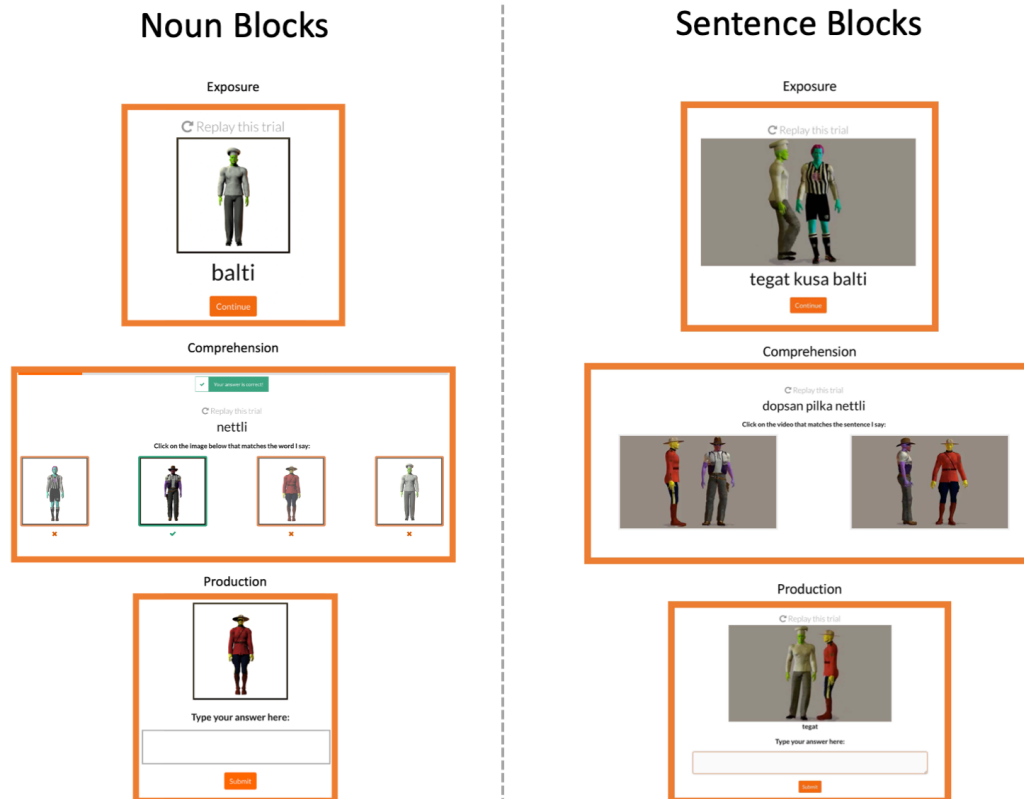 Noun Blocks
Exposure
Replay this trial
balti
Continue
Comprehension
Your answer is correct!
Replay this trial
nettli
Click on the image below that matches the word I say:
Production
Type your answer here:
Submit
Sentence Blocks
Exposure
Replay this trial
tegat kusa balti
Continue
Comprehension
Replay this trial
dopsan pilka nettli
Click on the video that matches the sentence I say:
Production
Replay this trial
tegat
Type your answer here:
Submit